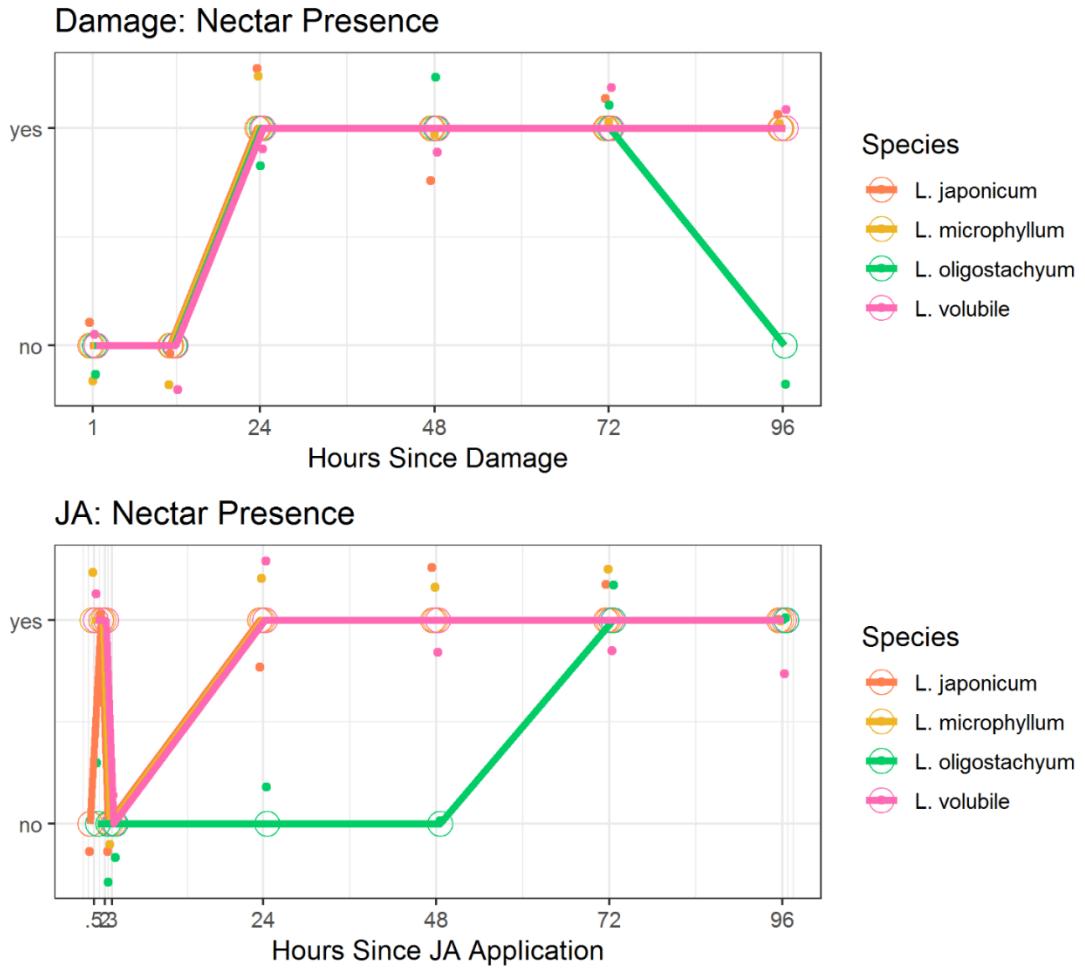 Damage: Nectar Presence
yes
no
1 24 48 72 96
Hours Since Damage
Species
L. japonicum
L. microphyllum
L. oligostachyum
L. volubile
JA: Nectar Presence
yes
no
24 48 72 96
Hours Since JA Application
Species
L. japonicum
L. microphyllum
L. oligostachyum
L. volubile